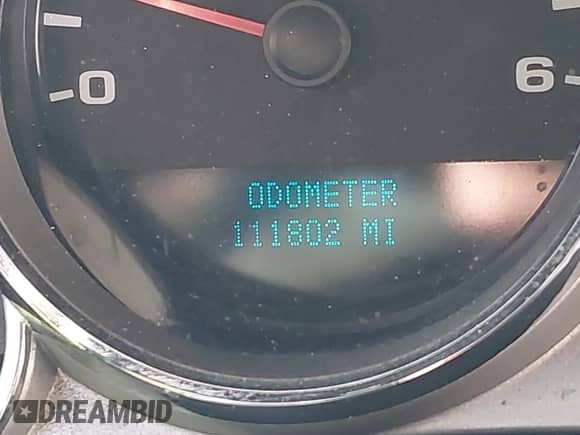 0
6
ODOMETER
111802 MI
DREAMBID